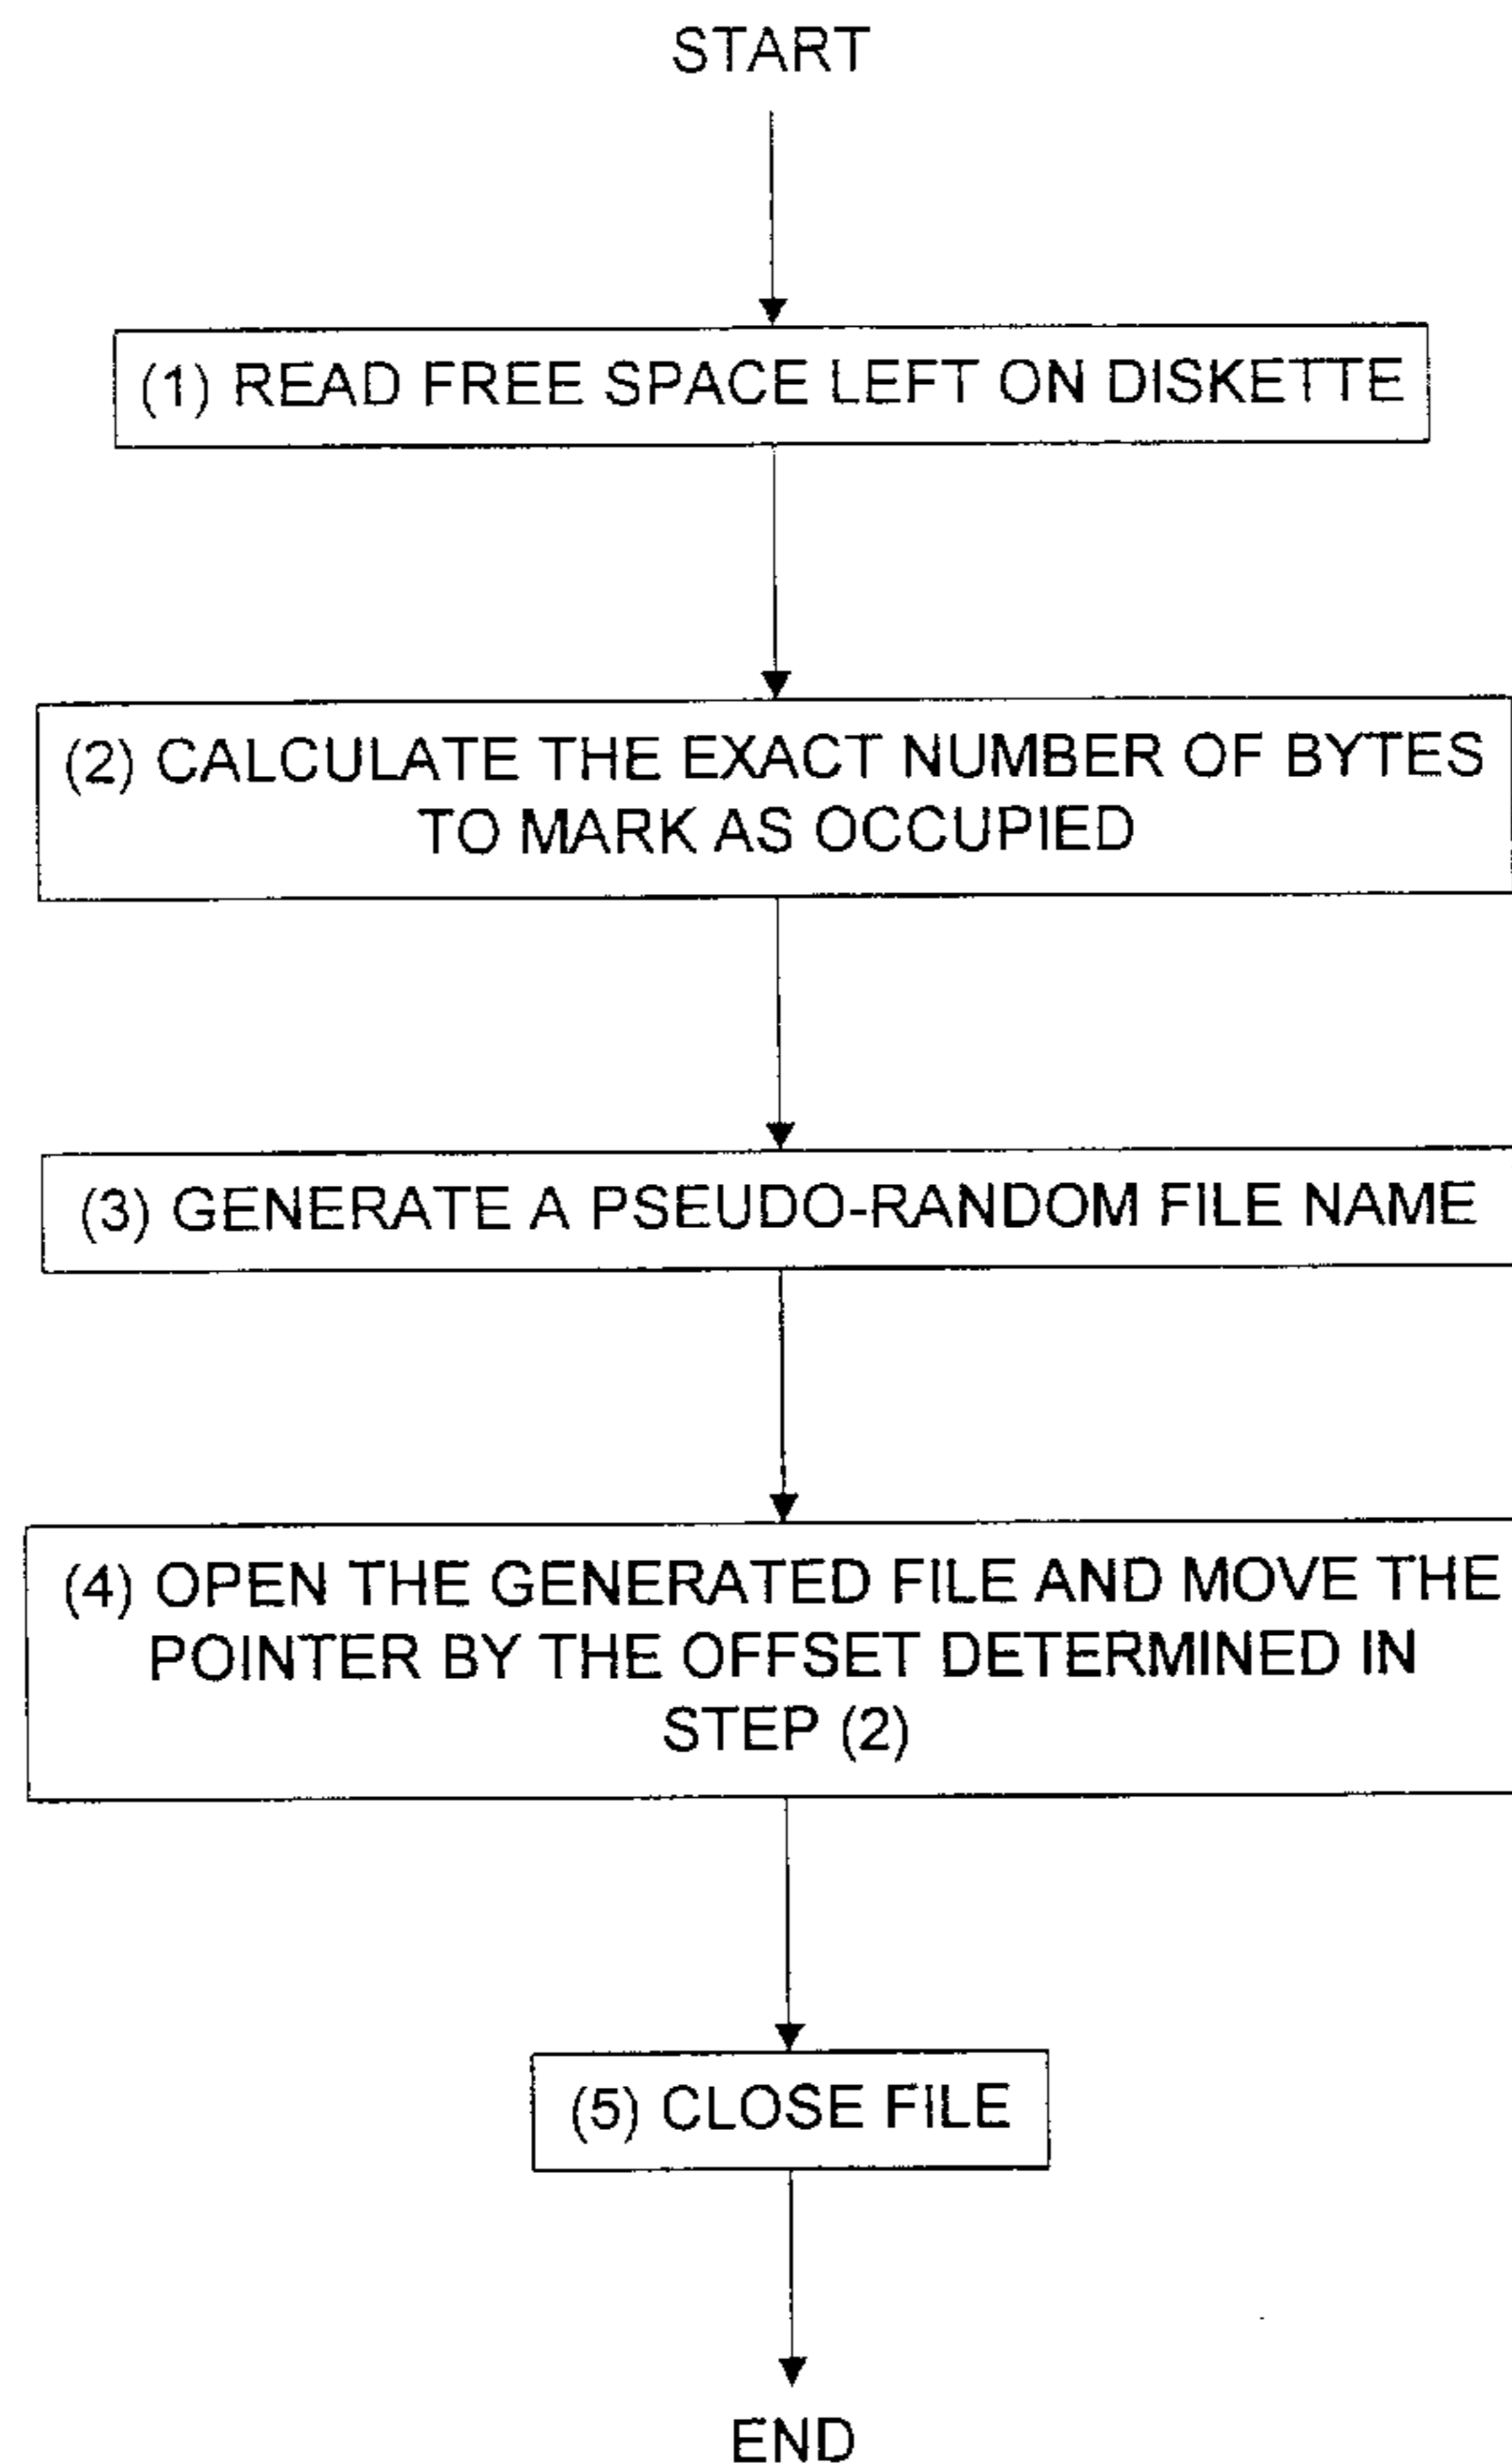 START
(1) READ FREE SPACE LEFT ON DISKETTE
(2) CALCULATE THE EXACT NUMBER OF BYTES
TO MARK AS OCCUPIED
(3) GENERATE A PSEUDO-RANDOM FILE NAME
(4) OPEN THE GENERATED FILE AND MOVE THE
POINTER BY THE OFFSET DETERMINED IN
STEP (2)
(5) CLOSE FILE
END